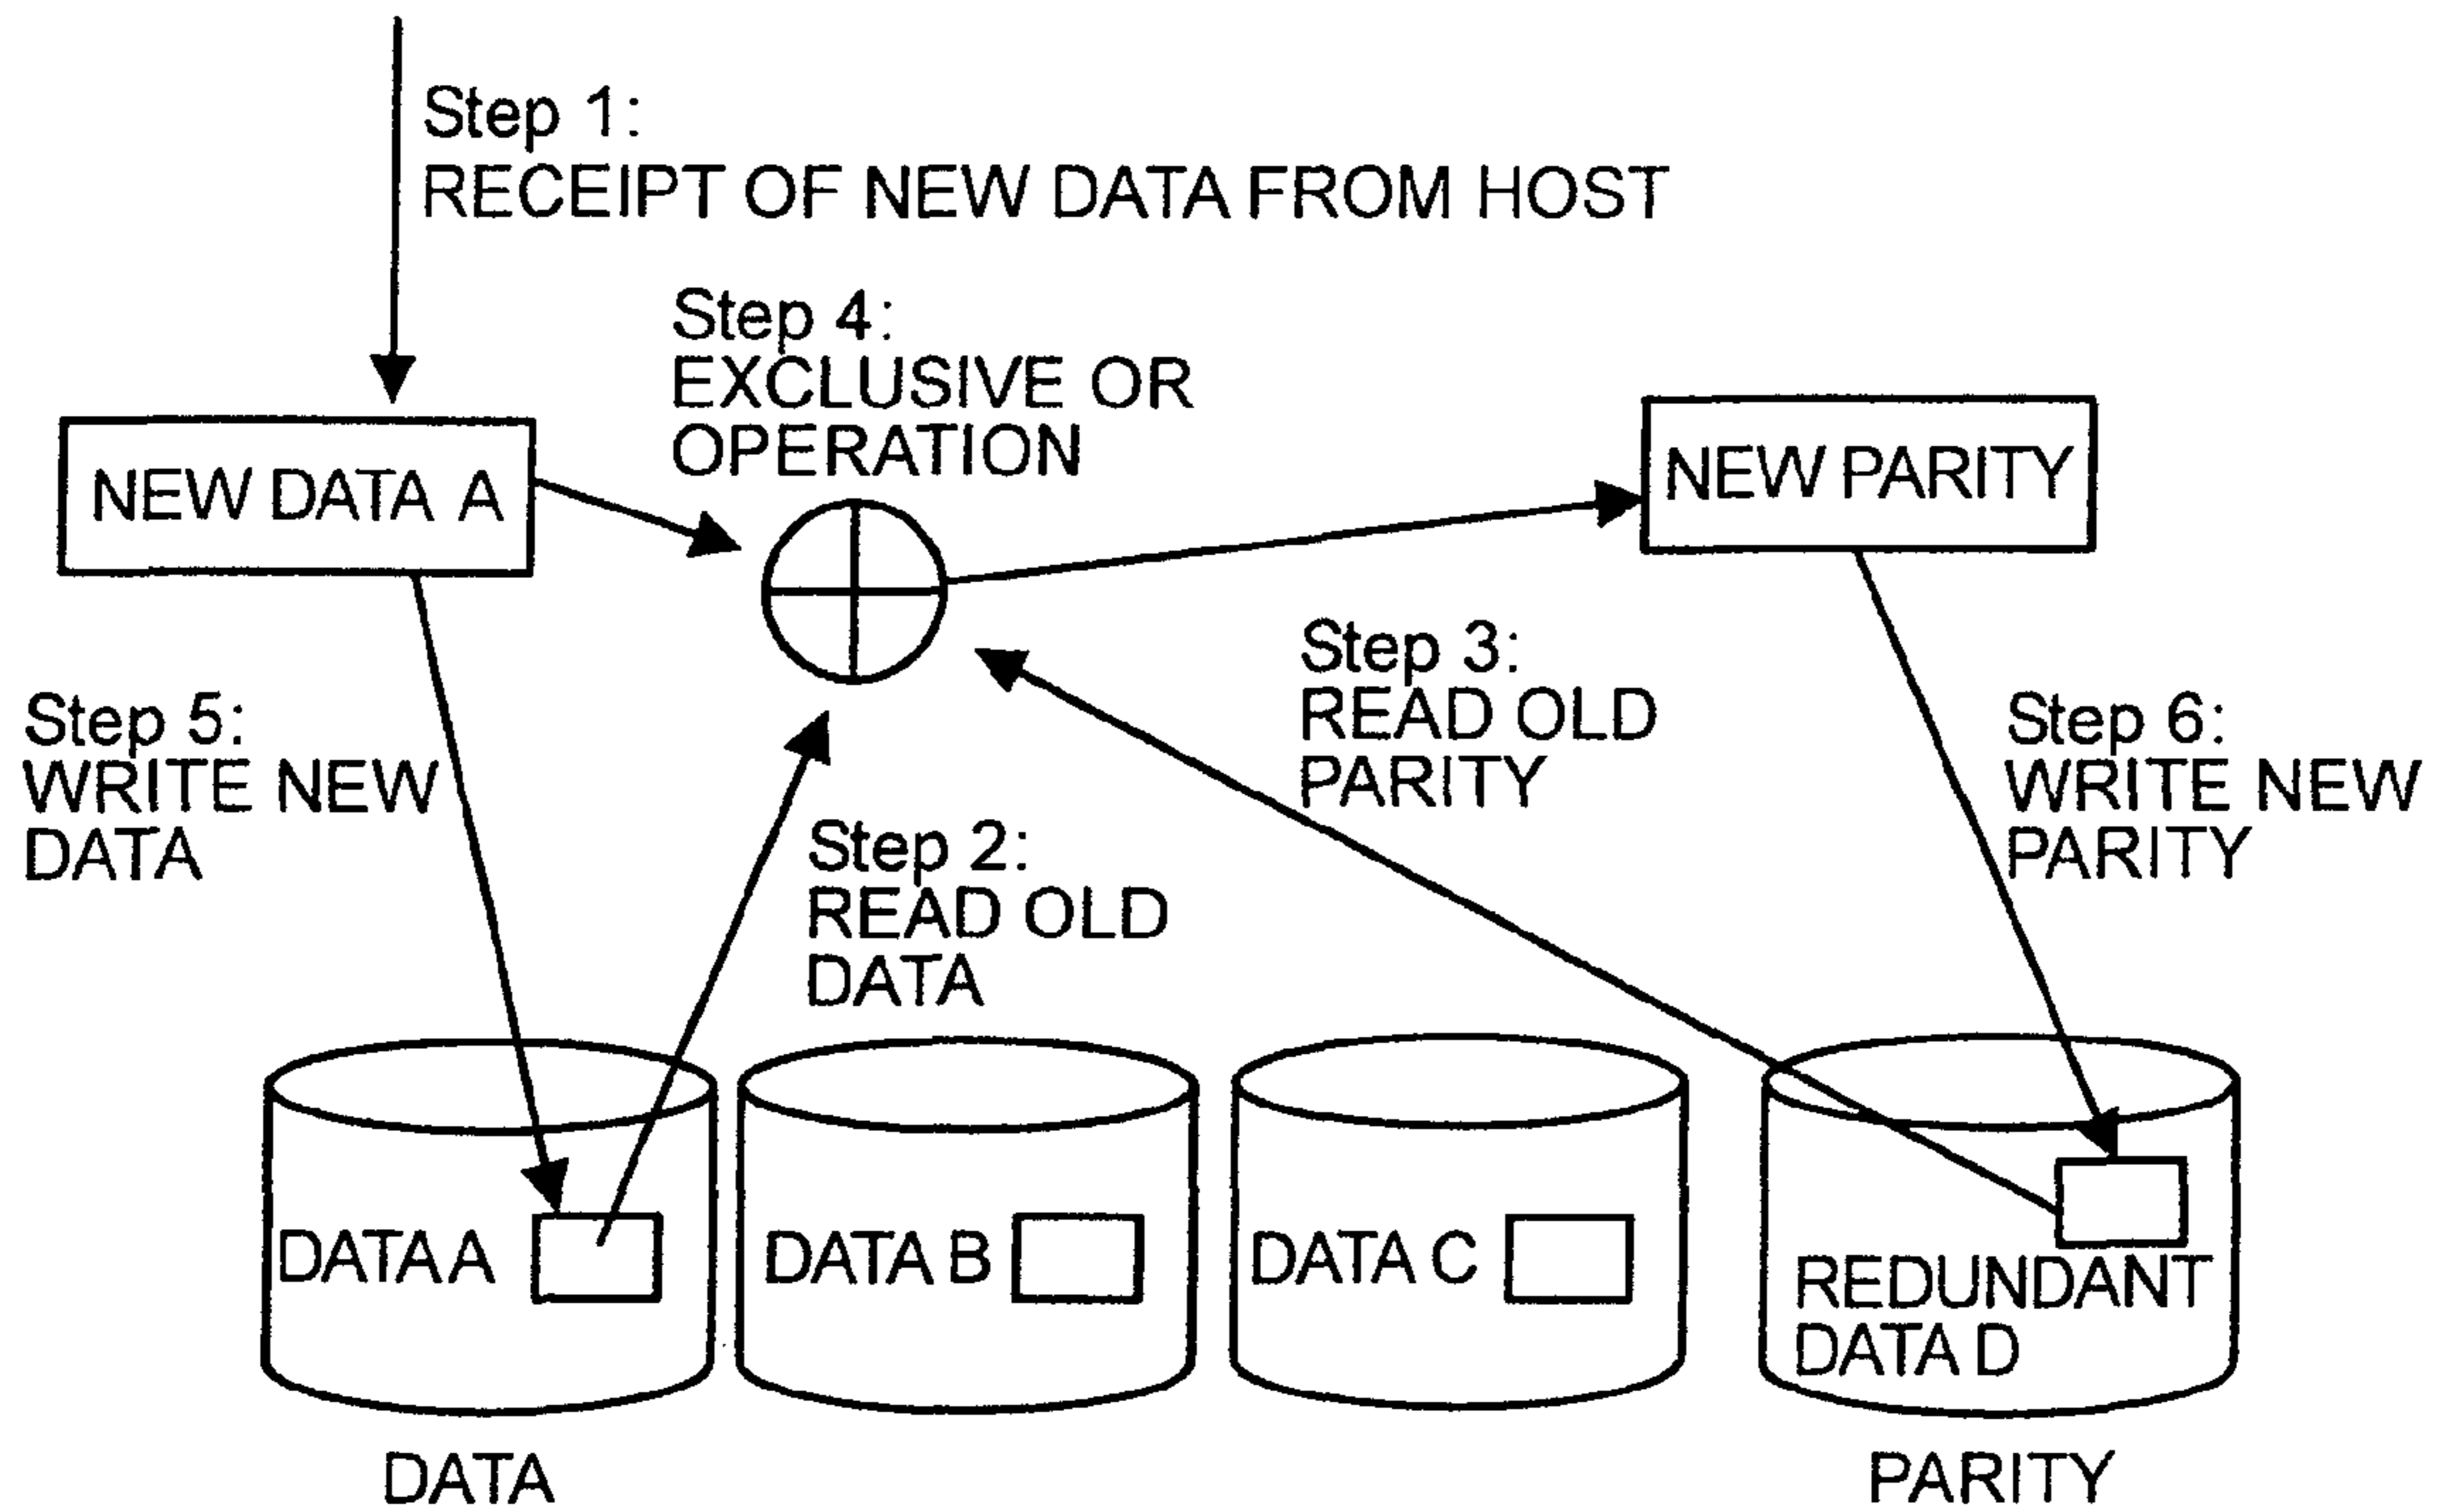 Step 1:
RECEIPT OF NEW DATA FROM HOST
Step 4:
EXCLUSIVE OR
OPERATION
NEW DATA A
NEW PARITY
Step 3:
READ OLD
PARITY
Step 5:
WRITE NEW
DATA
Step 6:
WRITE NEW
PARITY
Step 2:
READ OLD
DATA
DATA A
DATA B
DATA C
REDUNDANT
DATA D
DATA
PARITY